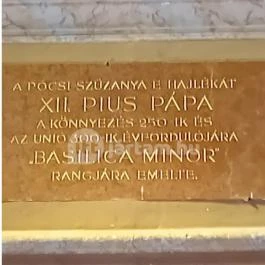 A PÓCSI SZŰZANYA E HAJLÉKÁT
XII. PIUS PÁPA
A KÖNNYEZÉS 250-IK ÉS
AZ UNIÓ 300-IK ÉVFORDULÓJÁRA
„BASILICA MINOR"
RANGJÁRA EMELTE.